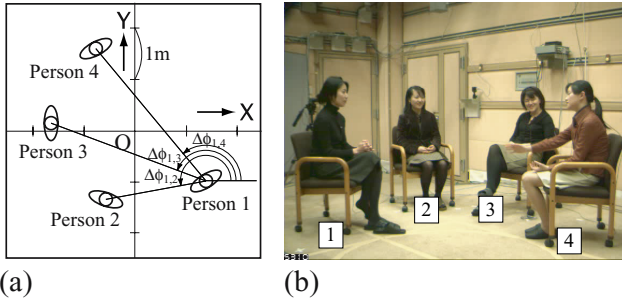 Y
1m
Person 4
X
O
Δϕ1,4
Person 3
Δϕ1,3
Δϕ1,2
Person 2
Person 1
1
2
3
4
(a)
(b)